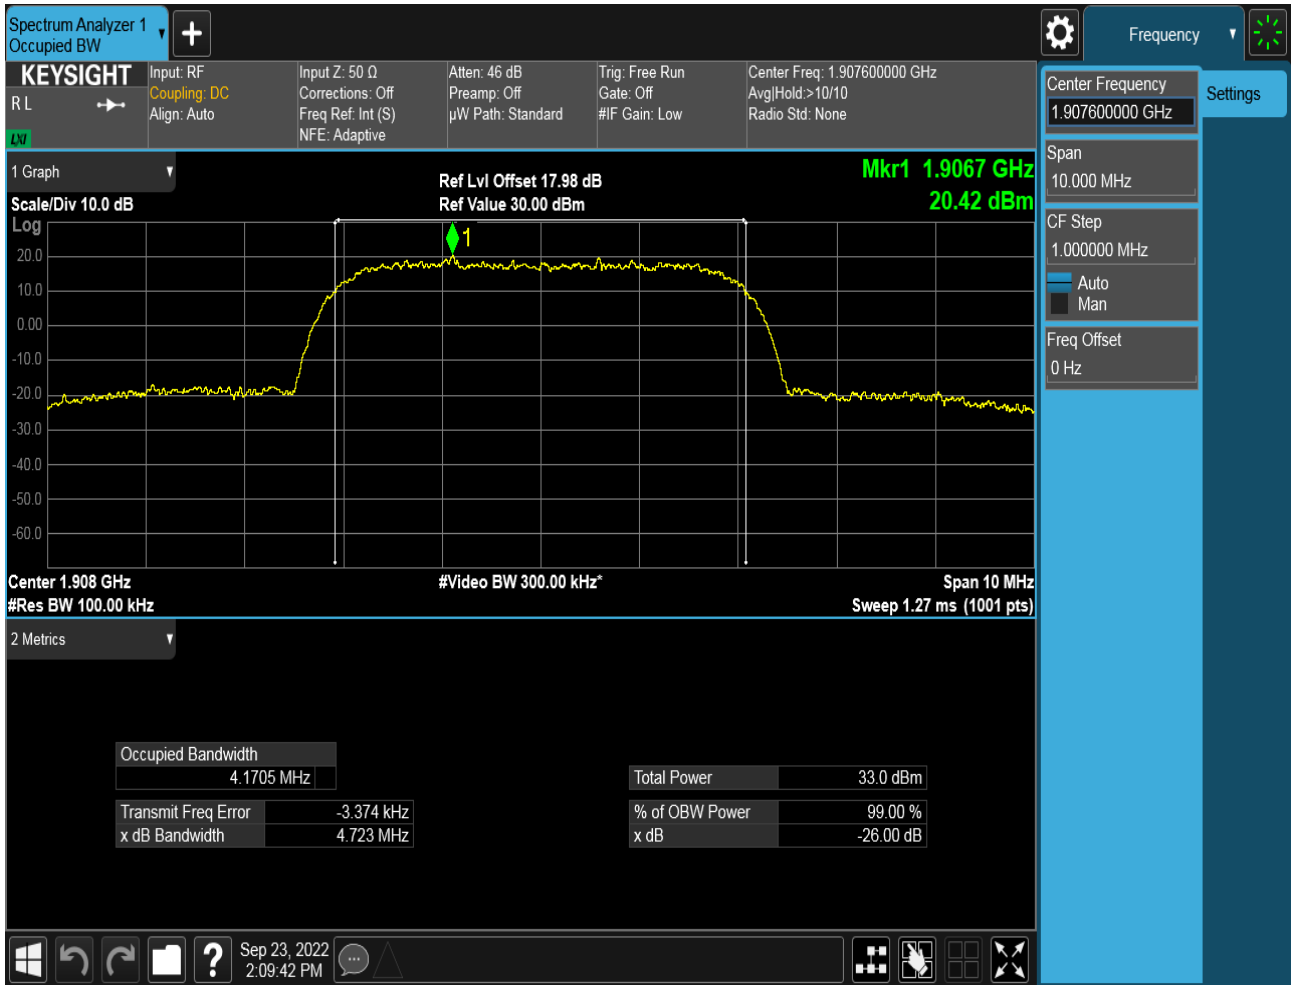 Spectrum Analyzer 1
Occupied BW
Frequency
KEYSIGHT
R L
LXI
Input: RF
Coupling: DC
Align: Auto
Input Z: 50 Ω
Corrections: Off
Freq Ref: Int (S)
NFE: Adaptive
Atten: 46 dB
Preamp: Off
µW Path: Standard
Trig: Free Run
Gate: Off
#IF Gain: Low
Center Freq: 1.907600000 GHz
Avg|Hold:>10/10
Radio Std: None
Center Frequency
1.907600000 GHz
Settings
Span
10.000 MHz
CF Step
1.000000 MHz
Auto
Man
Freq Offset
0 Hz
1 Graph
Scale/Div 10.0 dB
Log
Ref Lvl Offset 17.98 dB
Ref Value 30.00 dBm
Mkr1 1.9067 GHz
20.42 dBm
1
20.0
10.0
0.00
-10.0
-20.0
-30.0
-40.0
-50.0
-60.0
Center 1.908 GHz
#Video BW 300.00 kHz*
Span 10 MHz
#Res BW 100.00 kHz
Sweep 1.27 ms (1001 pts)
2 Metrics
Occupied Bandwidth
4.1705 MHz
Total Power 33.0 dBm
Transmit Freq Error -3.374 kHz
% of OBW Power 99.00 %
x dB Bandwidth 4.723 MHz
x dB -26.00 dB
?
Sep 23, 2022
2:09:42 PM